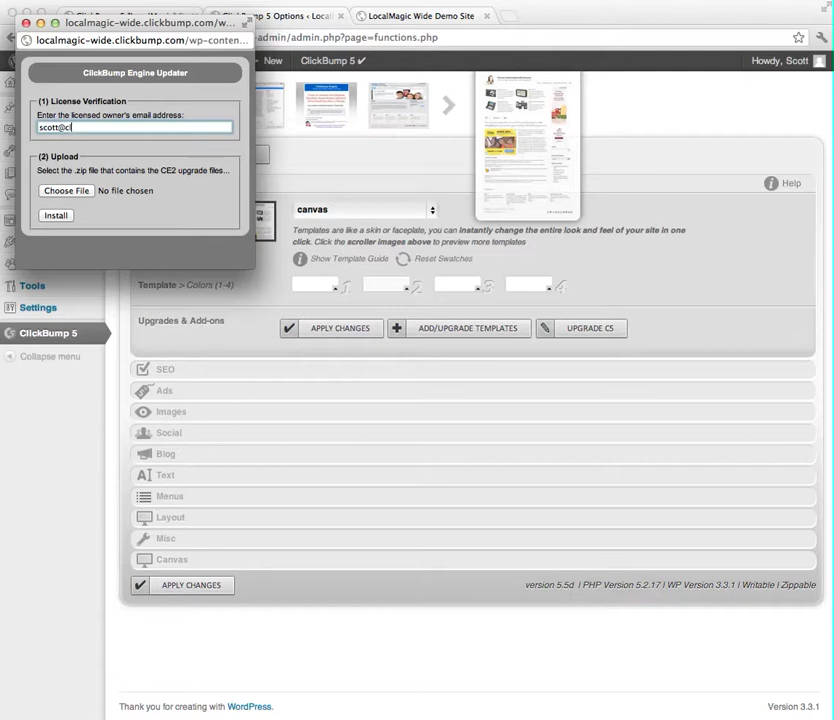 ClickBump 5 Options ‹ Local
LocalMagic Wide Demo Site
localmagic-wide.clickbump.com/w...
localmagic-wide.clickbump.com/wp-conten...
-admin/admin.php?page=functions.php
New
ClickBump 5 ✔
Howdy, Scott
ClickBump Engine Updater
(1) License Verification
Enter the licensed owner's email address:
scott@cl
(2) Upload
Select the .zip file that contains the CE2 upgrade files...
Choose File No file chosen
Install
Help
canvas
Templates are like a skin or faceplate, you can instantly change the entire look and feel of your site in one
click. Click the scroller images above to preview more templates
Show Template Guide
Reset Swatches
Template > Colors (1-4)
1
2
3
4
Upgrades & Add-ons
APPLY CHANGES
ADD/UPGRADE TEMPLATES
UPGRADE C5
Tools
Settings
ClickBump 5
Collapse menu
SEO
Ads
Images
Social
Blog
Text
Menus
Layout
Misc
Canvas
APPLY CHANGES
version 5.5d | PHP Version 5.2.17 | WP Version 3.3.1 | Writable | Zippable
Thank you for creating with WordPress.
Version 3.3.1